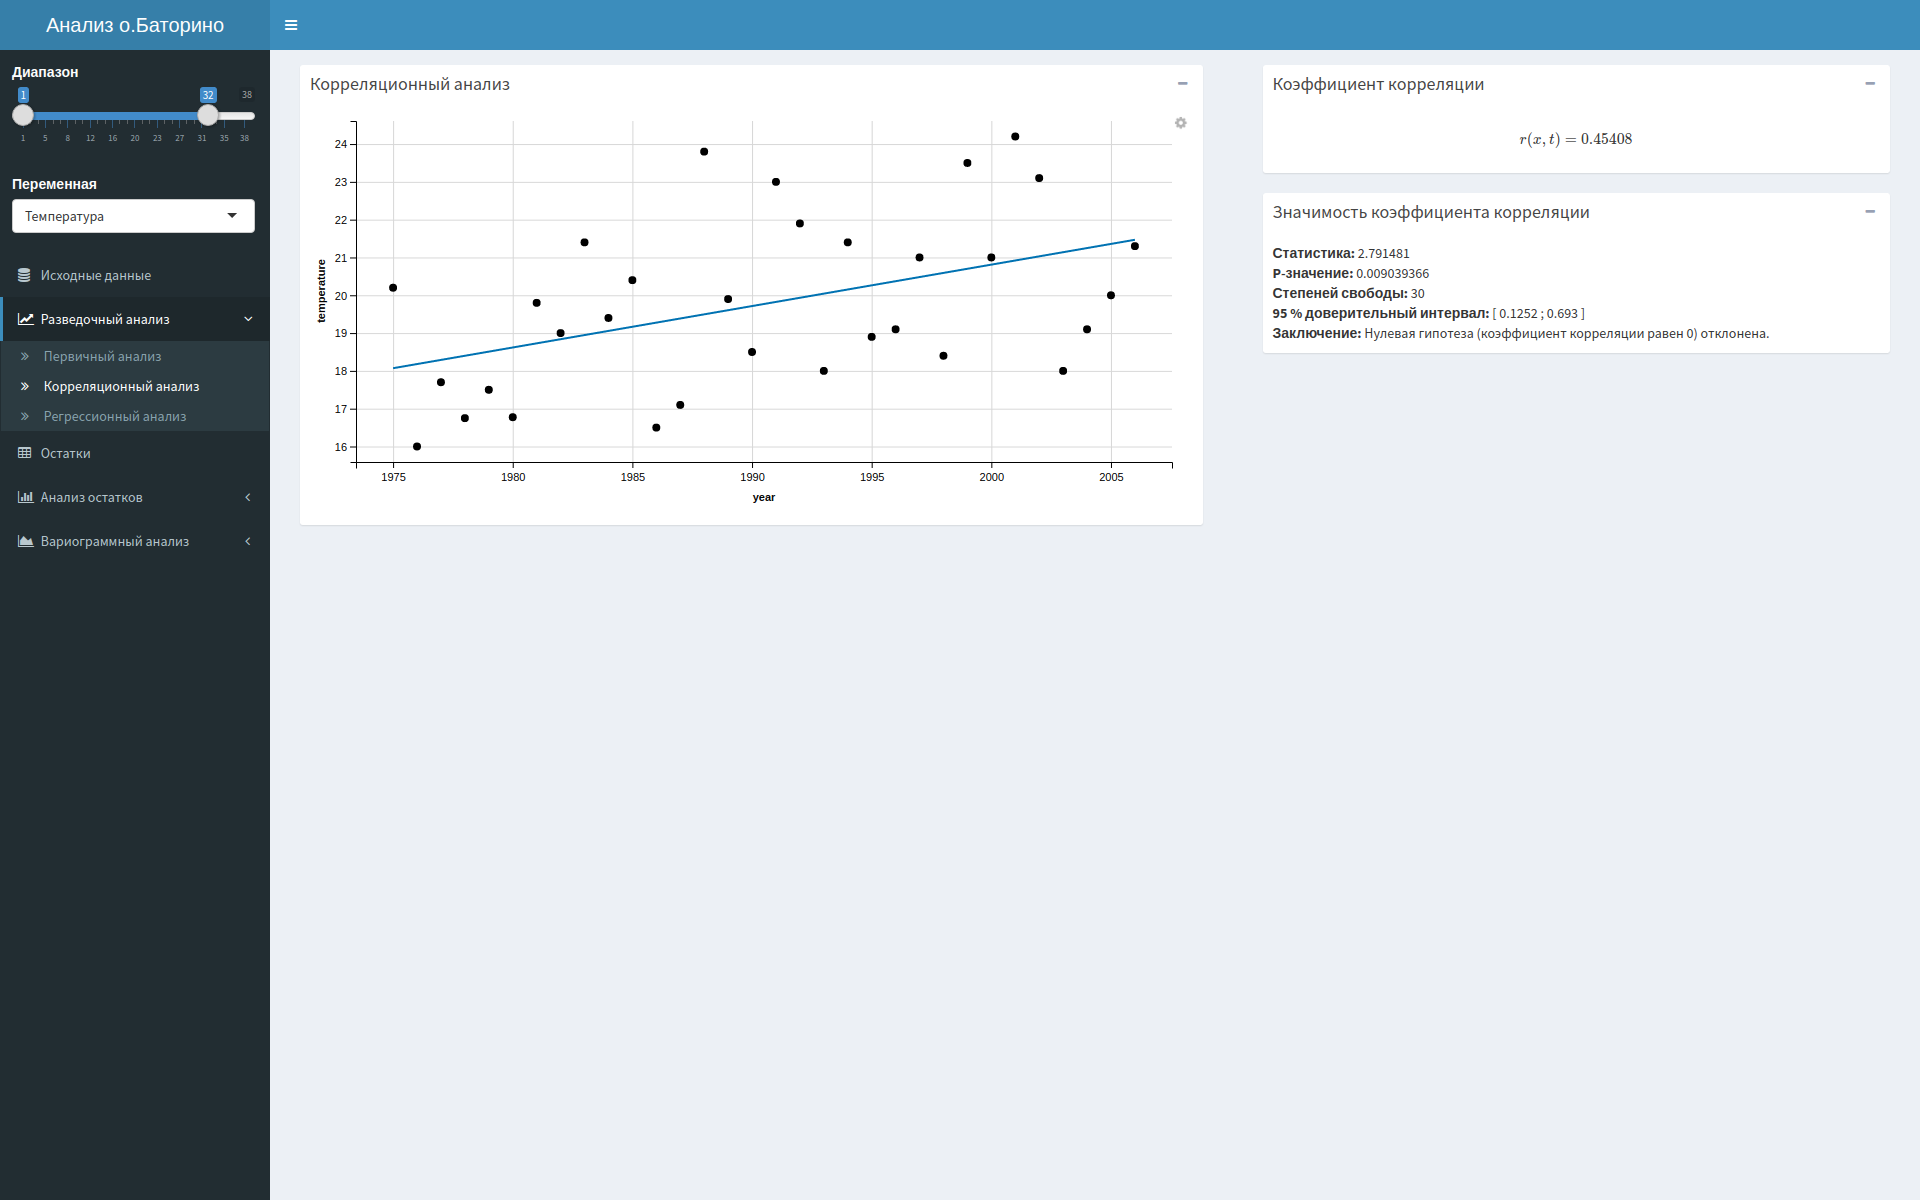 Анализ о.Баторино
Диапазон
1 32 38
1 5 8 12 16 20 23 27 31 35 38
Переменная
Температура
Исходные данные
Разведочный анализ
Первичный анализ
Корреляционный анализ
Регрессионный анализ
Остатки
Анализ остатков
Вариограммный анализ
Корреляционный анализ
24
23
22
21
20
19
18
17
16
temperature
1975 1980 1985 1990 1995 2000 2005
year
Коэффициент корреляции
r(x, t) = 0.45408
Значимость коэффициента корреляции
Статистика: 2.791481
P-значение: 0.009039366
Степеней свободы: 30
95 % доверительный интервал: [ 0.1252 ; 0.693 ]
Заключение: Нулевая гипотеза (коэффициент корреляции равен 0) отклонена.